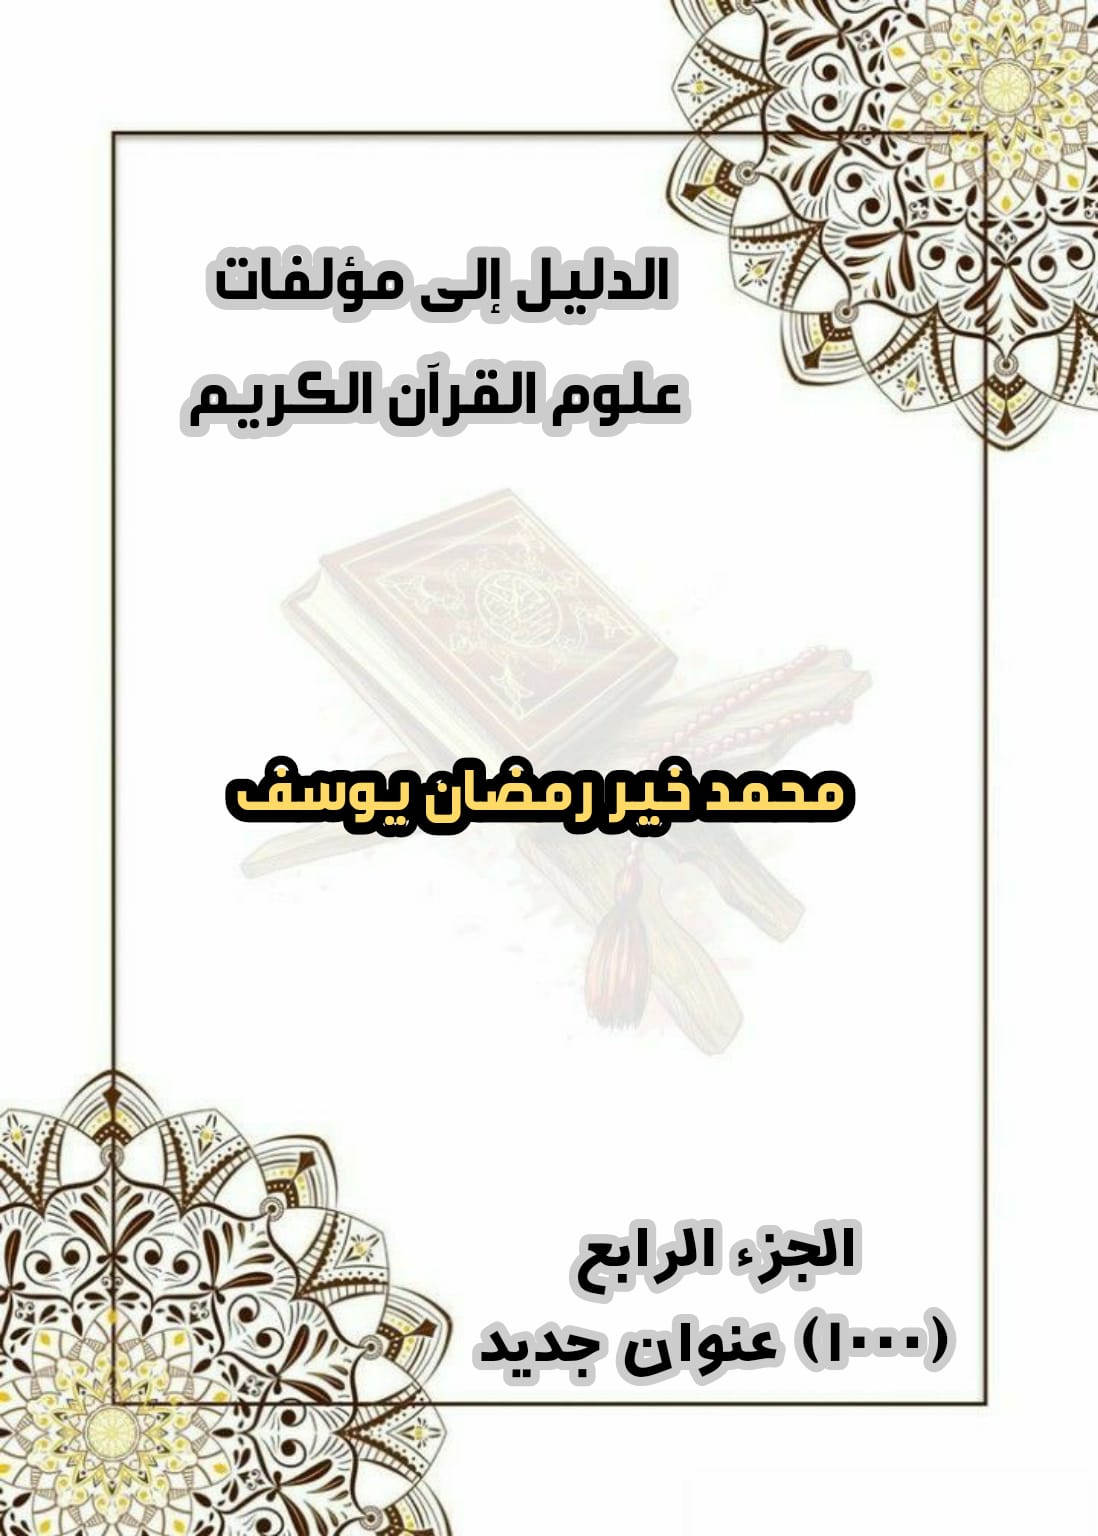 الدليل إلى مؤلفات
علوم القرآن الكريم
محمد خير رمضان يوسف
الجزء الرابع
(١٠٠٠) عنوان جديد